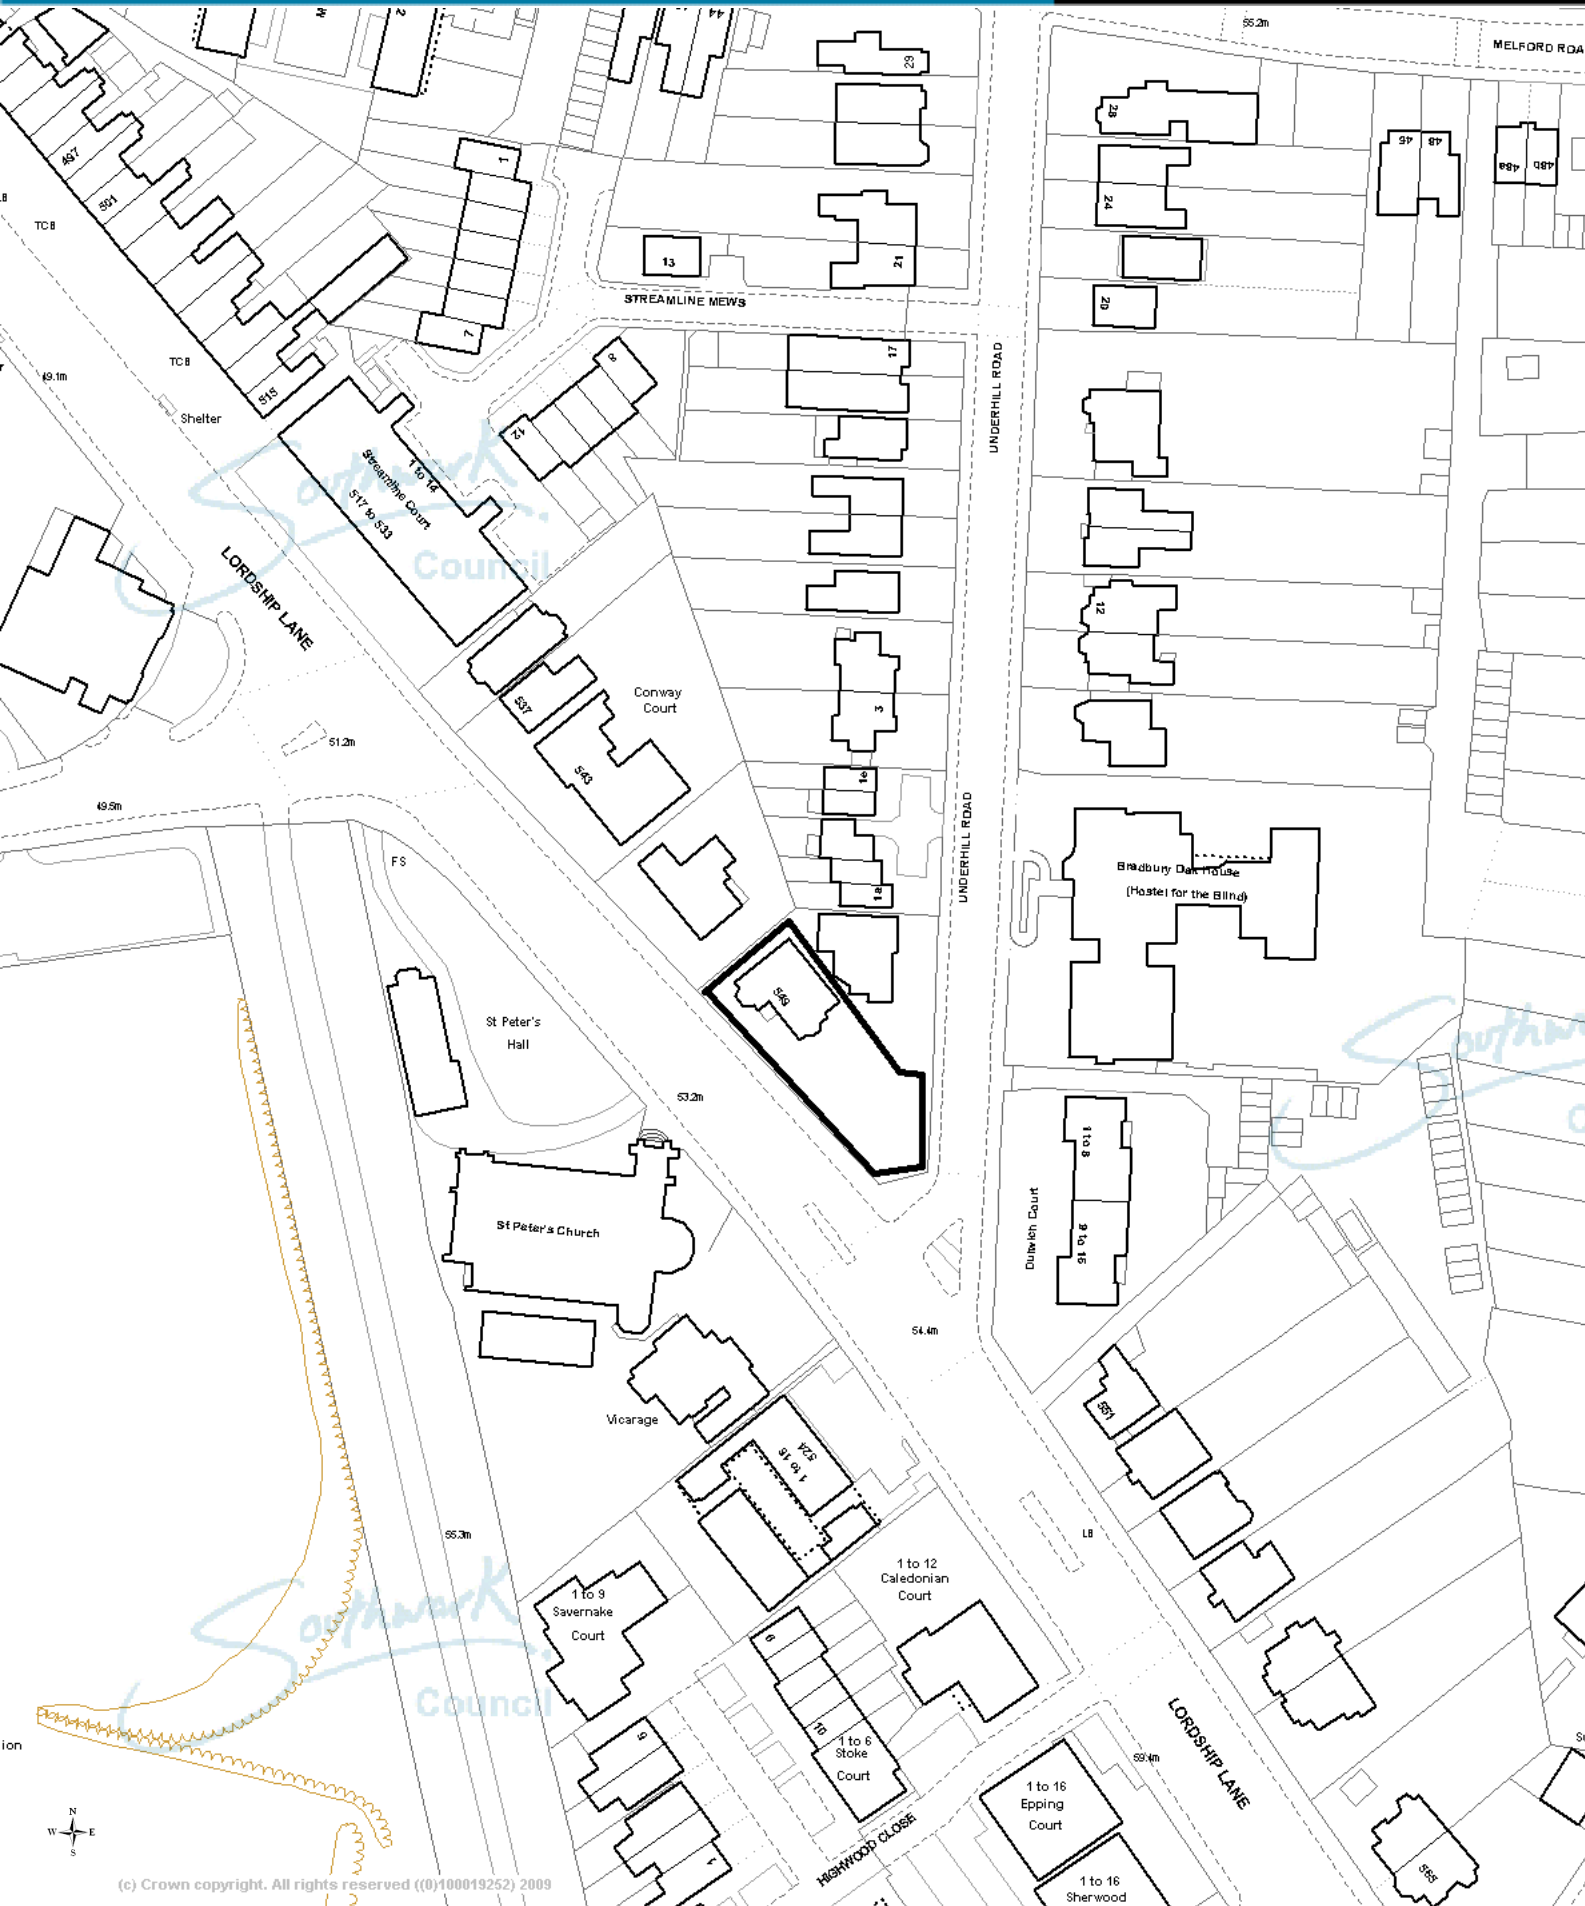 55.2m
MELFORD ROA
M
2
44
29
28
46
48
48a
48b
497
501
TCB
1
24
13
21
STREAMLINE MEWS
20
7
TCB
49.1m
515
Shelter
8
12
17
UNDERHILL ROAD
1 to 14
Streamline Court
517 to 533
Southwark
Council
LORDSHIP LANE
12
Conway
Court
537
3
51.2m
543
1e
49.5m
UNDERHILL ROAD
FS
Bradbury Oak House
(Hostel for the Blind)
1a
549
St Peter's
Hall
Southwa
C
53.2m
1 to 8
Dulwich Court
9 to 16
St Peter's Church
54.4m
551
Vicarage
524
1 to 15
55.3m
LB
1 to 12
Caledonian
Court
1 to 9
Savernake
Court
Southwark
Council
6
10
1 to 6
Stoke
Court
LORDSHIP LANE
ion
59.4m
1 to 16
Epping
Court
N
W E
S
HIGHWOOD CLOSE
565
1 to 16
Sherwood
(c) Crown copyright. All rights reserved ((0)100019252) 2009